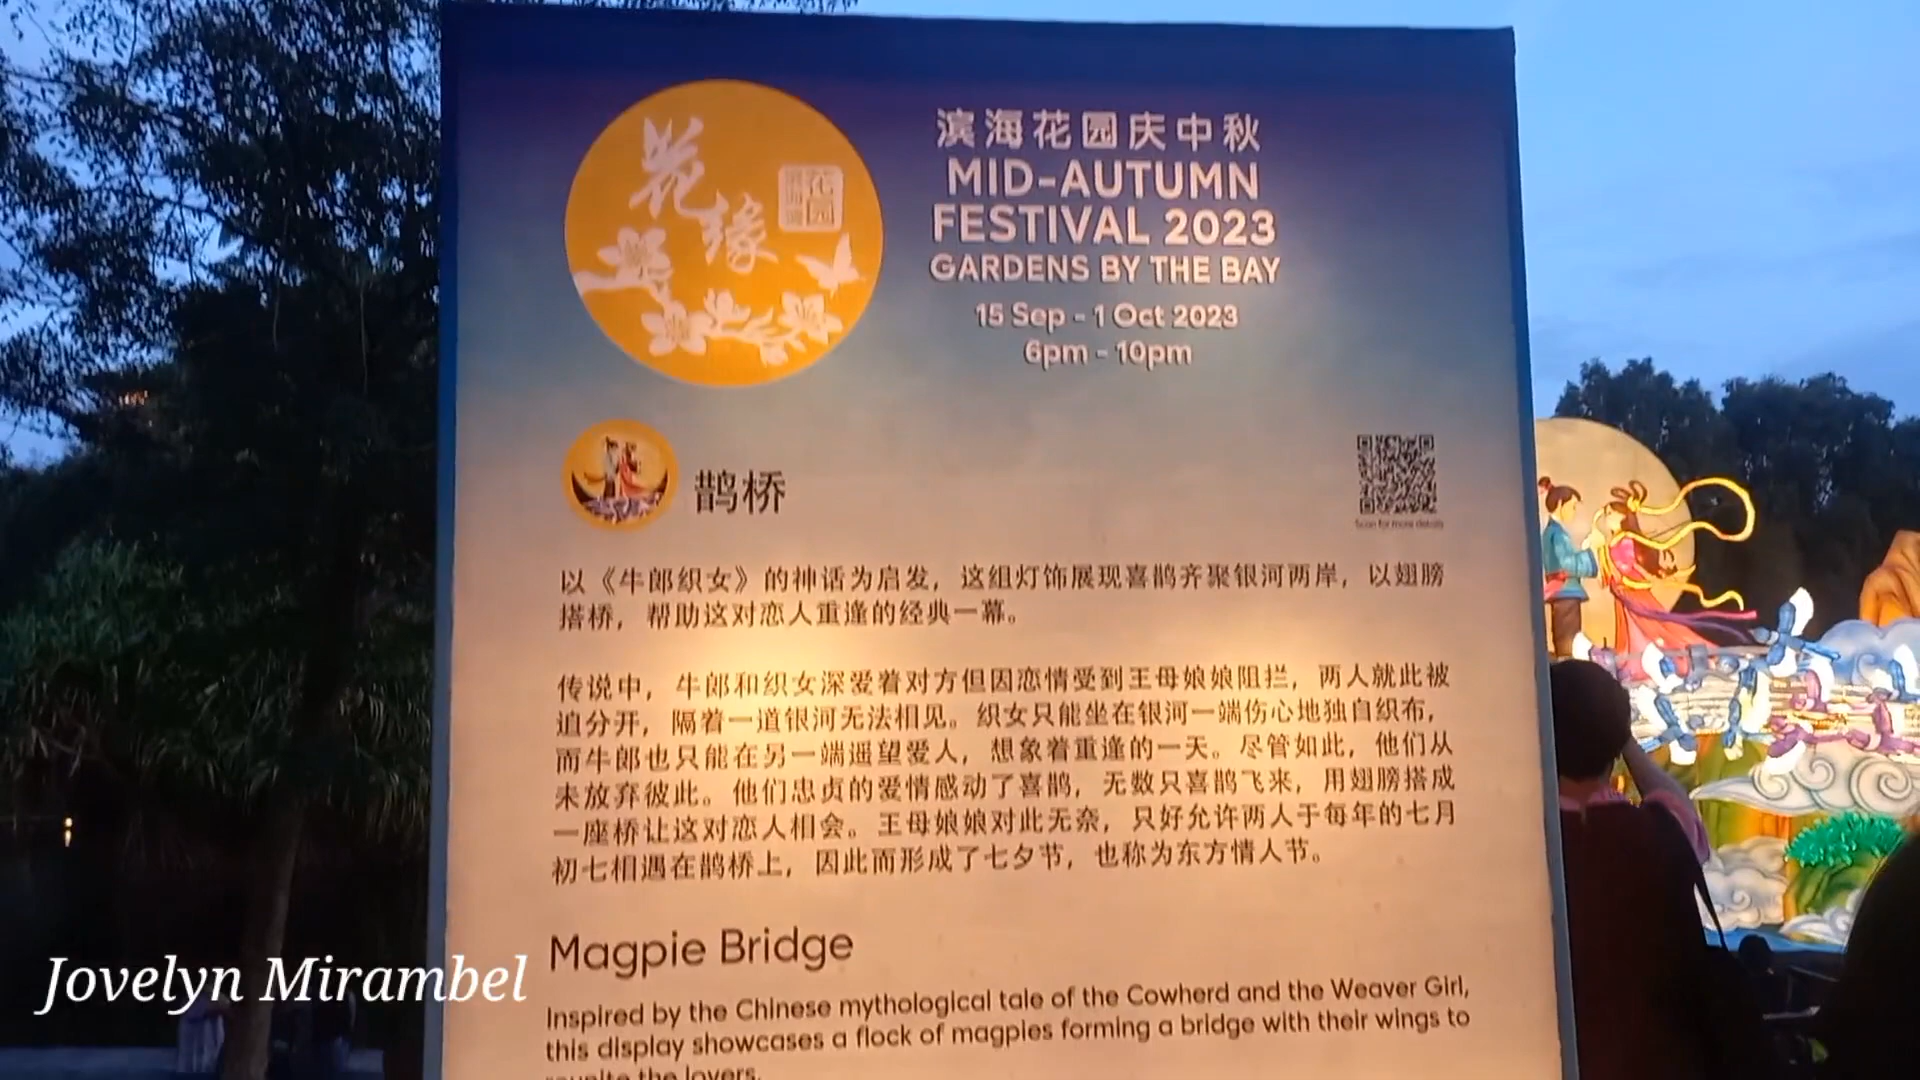 花缘
花园
滨海花园庆中秋
MID-AUTUMN
FESTIVAL 2023
GARDENS BY THE BAY
15 Sep - 1 Oct 2023
6pm - 10pm
鹊桥
Scan for more details
以《牛郎织女》的神话为启发，这组灯饰展现喜鹊齐聚银河两岸，以翅膀
搭桥，帮助这对恋人重逢的经典一幕。
传说中，牛郎和织女深爱着对方但因恋情受到王母娘娘阻拦，两人就此被
迫分开，隔着一道银河无法相见。织女只能坐在银河一端伤心地独自织布，
而牛郎也只能在另一端遥望爱人，想象着重逢的一天。尽管如此，他们从
未放弃彼此。他们忠贞的爱情感动了喜鹊，无数只喜鹊飞来，用翅膀搭成
一座桥让这对恋人相会。王母娘娘对此无奈，只好允许两人于每年的七月
初七相遇在鹊桥上，因此而形成了七夕节，也称为东方情人节。
Magpie Bridge
Inspired by the Chinese mythological tale of the Cowherd and the Weaver Girl,
this display showcases a flock of magpies forming a bridge with their wings to
reunite the lovers.
Jovelyn Mirambel